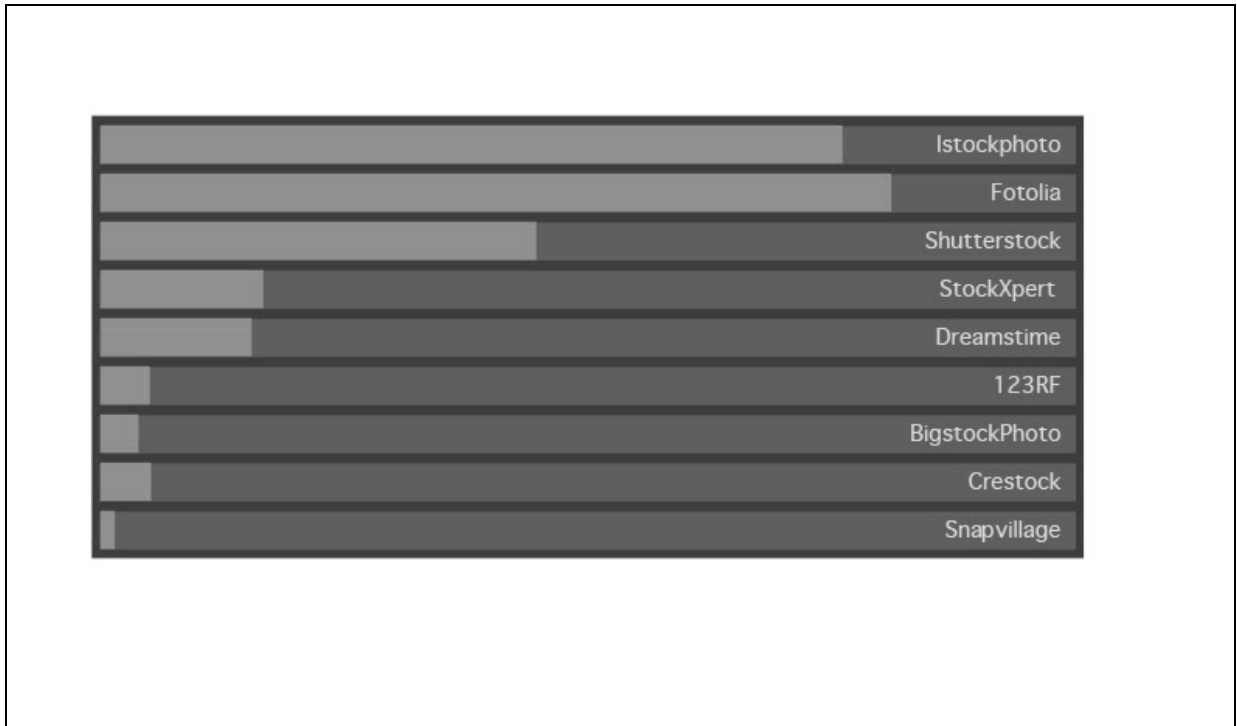 Istockphoto
Fotolia
Shutterstock
StockXpert
Dreamstime
123RF
BigstockPhoto
Crestock
Snapvillage